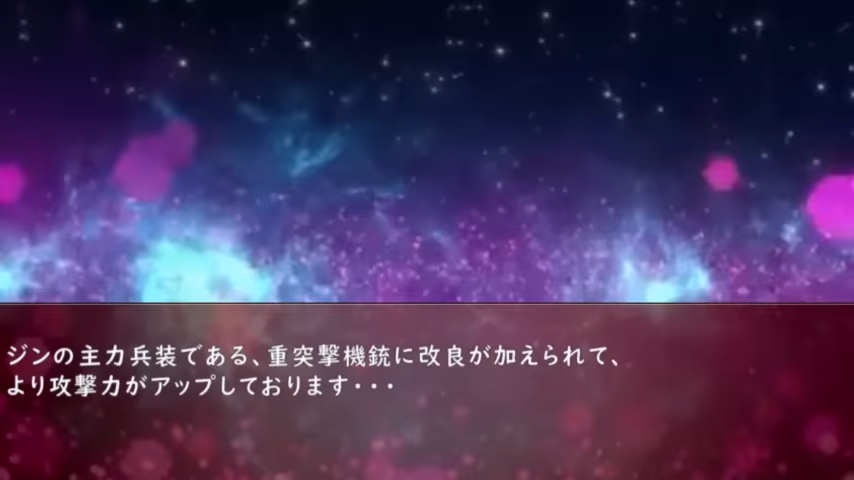 ジンの主力兵装である、重突撃機銃に改良が加えられて、
より攻撃力がアップしております・・・